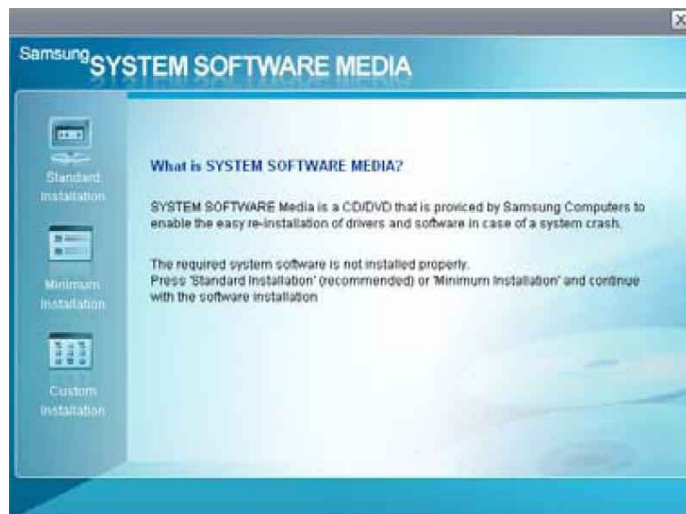 X
Samsung SYSTEM SOFTWARE MEDIA
Standard
Installation
Minimum
Installation
Custom
Installation
What is SYSTEM SOFTWARE MEDIA?
SYSTEM SOFTWARE Media is a CD/DVD that is proviced by Samsung Computers to
enable the easy re-installation of drivers and software in case of a system crash.
The required system software is not installed properly.
Press 'Standard Installation' (recommended) or 'Minimum Installation' and continue
with the software installation